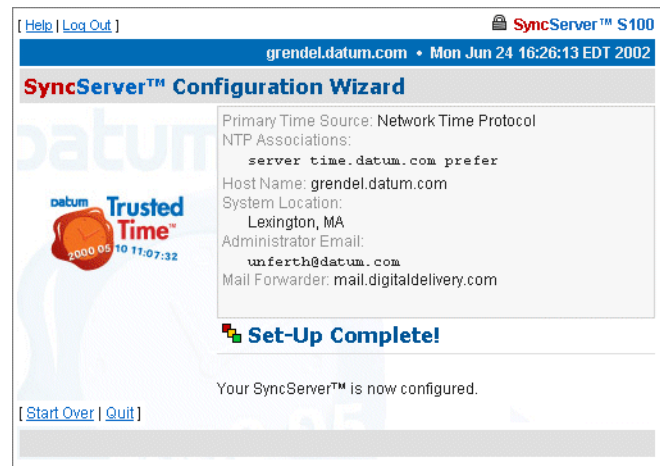 [ Help | Log Out ]
SyncServer™ S100
grendel.datum.com • Mon Jun 24 16:26:13 EDT 2002
SyncServer™ Configuration Wizard
Datum
Datum
Trusted
Time™
2000 05 10 11:07:32
Primary Time Source: Network Time Protocol
NTP Associations:
server time.datum.com prefer
Host Name: grendel.datum.com
System Location:
Lexington, MA
Administrator Email:
unferth@datum.com
Mail Forwarder: mail.digitaldelivery.com
Set-Up Complete!
Your SyncServer™ is now configured.
[ Start Over | Quit ]